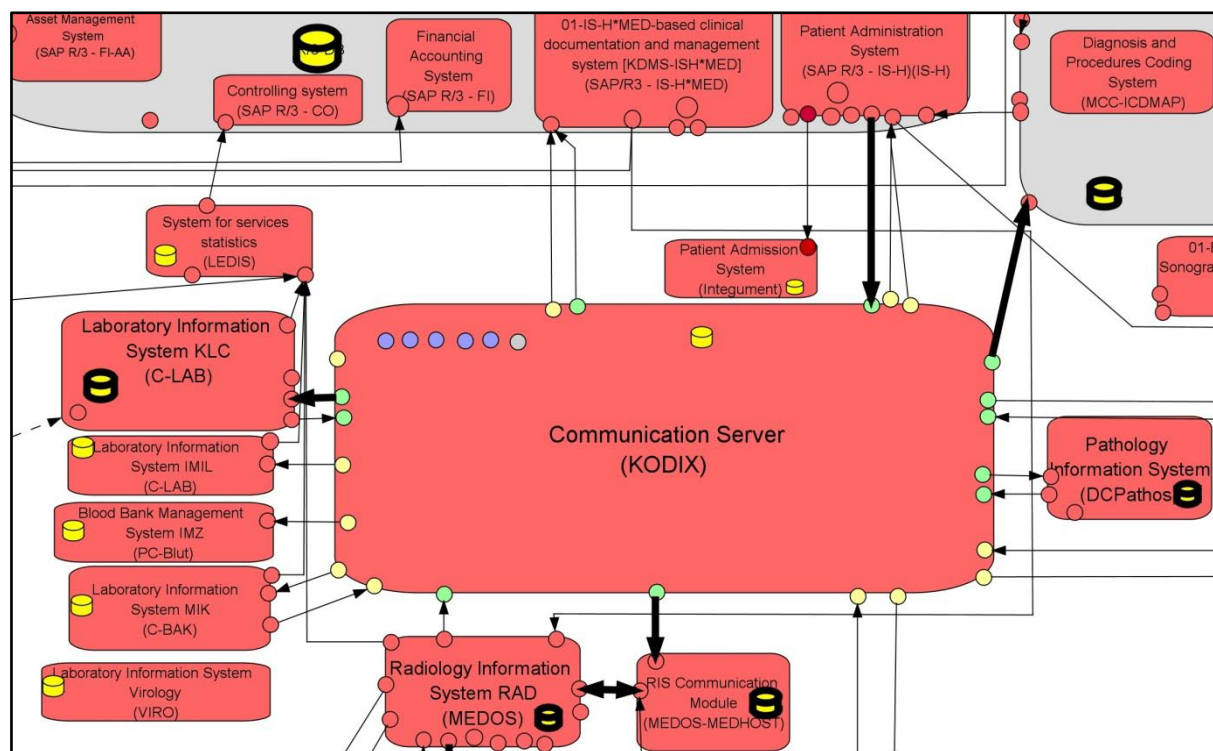 Asset Management
System
(SAP R/3 - FI-AA)
Controlling system
(SAP R/3 - CO)
Financial
Accounting
System
(SAP R/3 - FI)
01-IS-H*MED-based clinical
documentation and management
system [KDMS-ISH*MED]
(SAP/R3 - IS-H*MED)
Patient Administration
System
(SAP R/3 - IS-H)(IS-H)
Diagnosis and
Procedures Coding
System
(MCC-ICDMAP)
System for services
statistics
(LEDIS)
Patient Admission
System
(Integument)
Sonogra
Laboratory Information
System KLC
(C-LAB)
Communication Server
(KODIX)
Laboratory Information
System IMIL
(C-LAB)
Pathology
Information System
(DCPathos
Blood Bank Management
System IMZ
(PC-Blut)
Laboratory Information
System MIK
(C-BAK)
Laboratory Information System
Virology
(VIRO)
Radiology Information
System RAD
(MEDOS)
RIS Communication
Module
(MEDOS-MEDHOST)